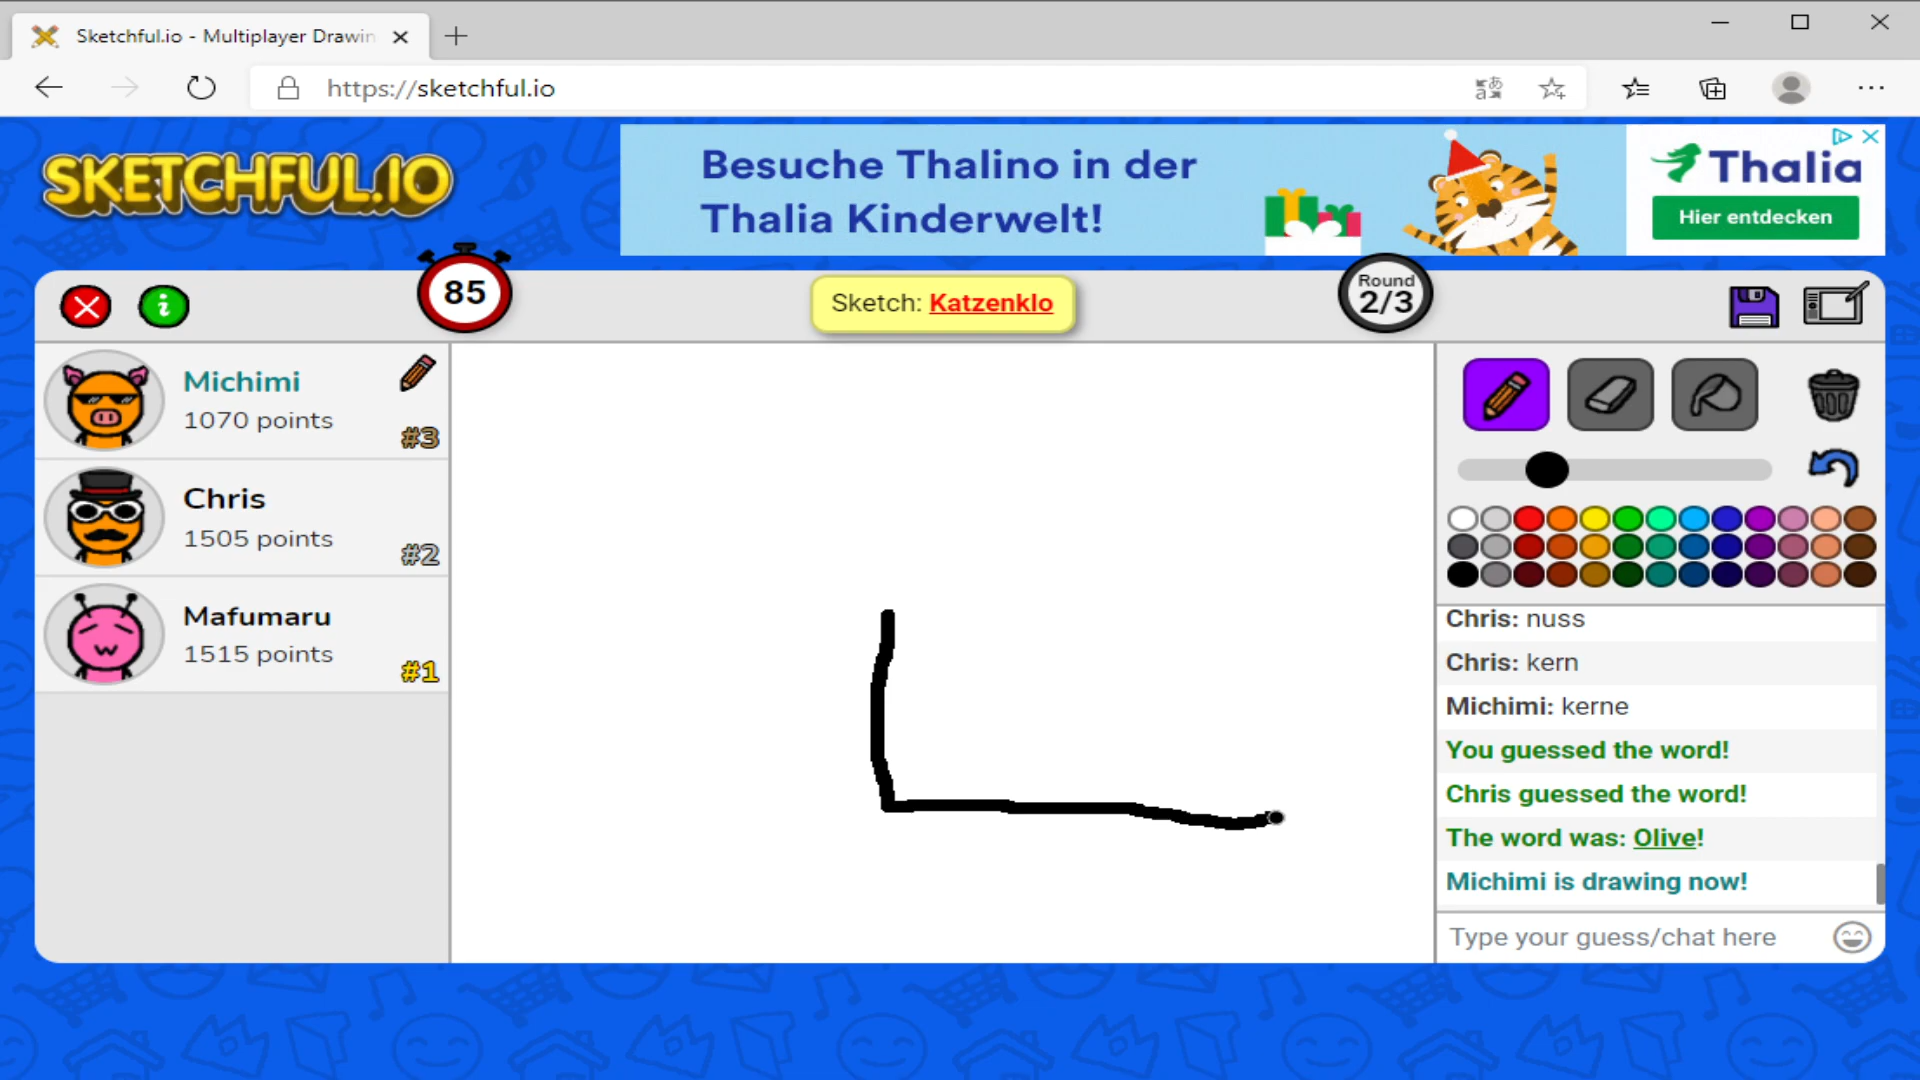 Sketchful.io - Multiplayer Drawin
https://sketchful.io
SKETCHFUL.IO
Besuche Thalino in der
Thalia Kinderwelt!
Thalia
Hier entdecken
85
Sketch: Katzenklo
Round
2/3
Michimi
1070 points
#3
Chris
1505 points
#2
Mafumaru
1515 points
#1
Chris: nuss
Chris: kern
Michimi: kerne
You guessed the word!
Chris guessed the word!
The word was: Olive!
Michimi is drawing now!
Type your guess/chat here